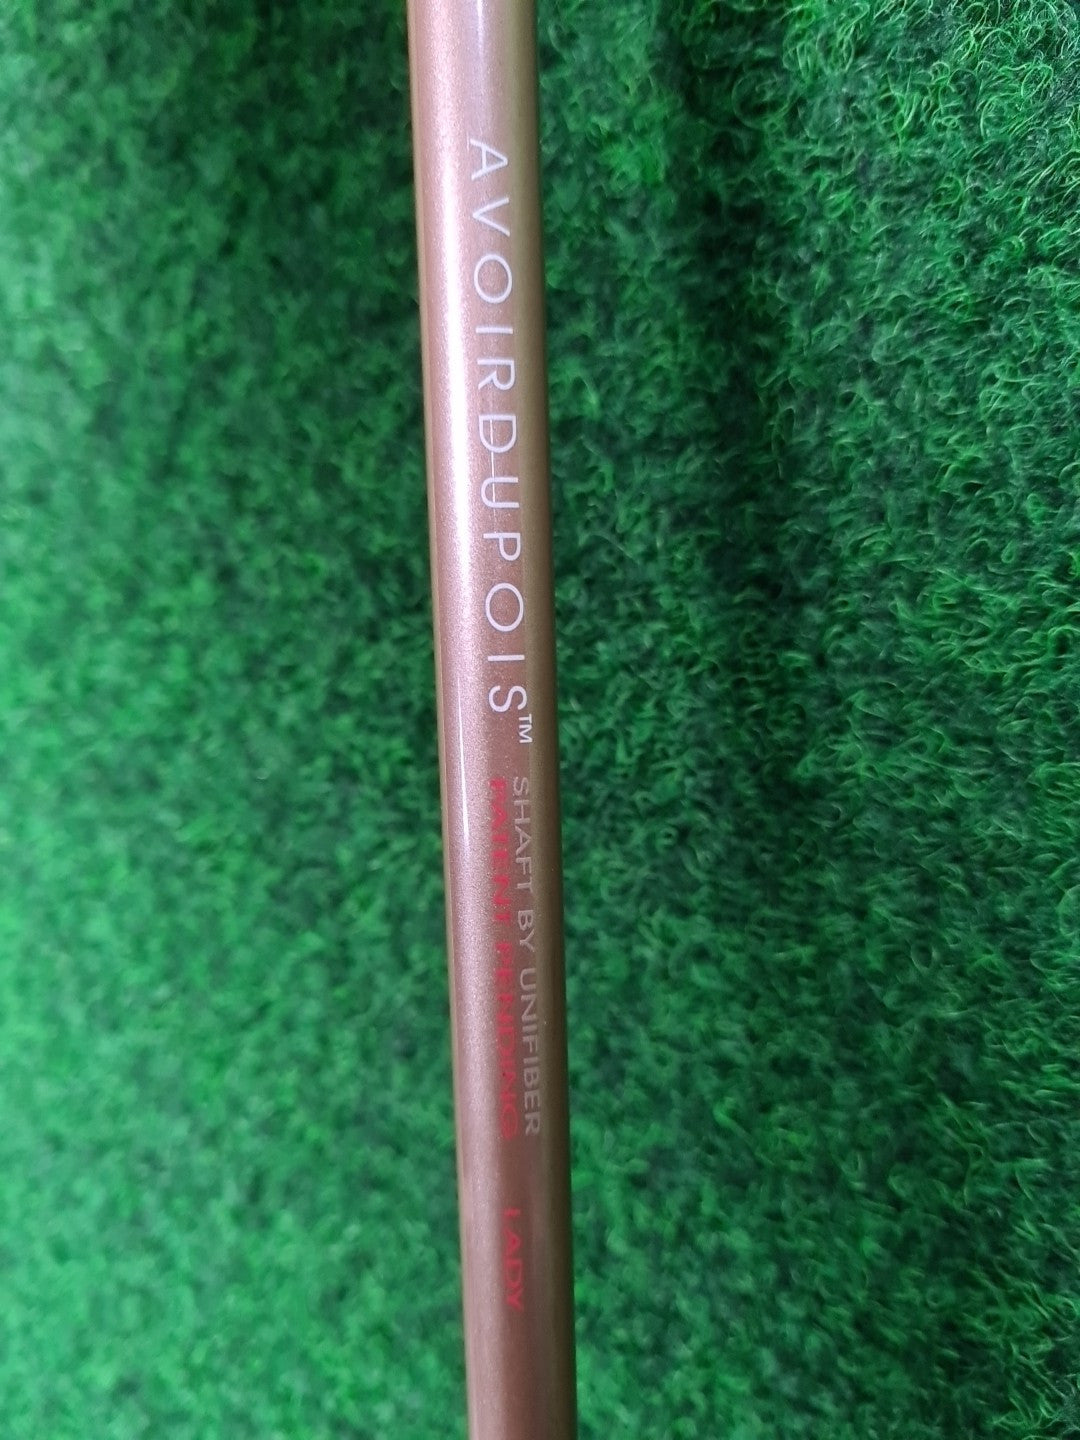 AVOIRDUPOIS™
SHAFT BY UNIFIBER
PATENT PENDING LADY